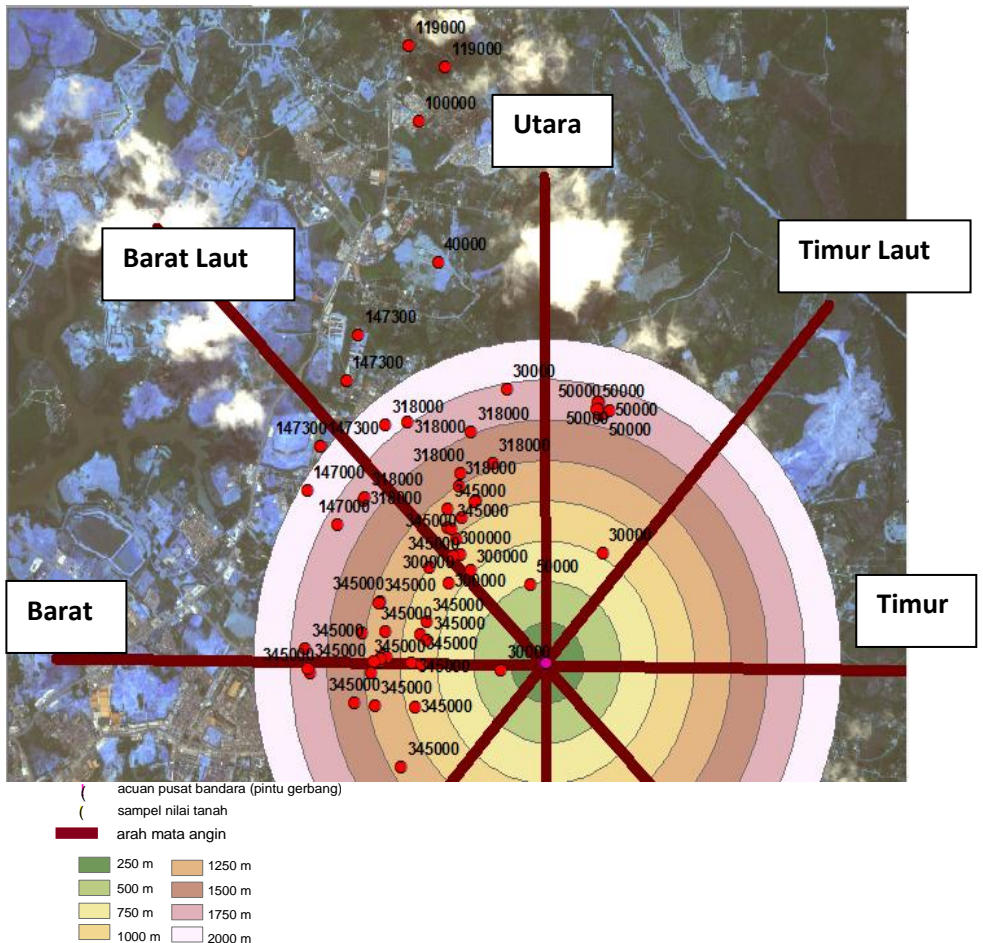 119000
119000
100000
Utara
40000
Barat Laut
Timur Laut
147300
147300
30000
50000 50000
50000 50000
50000
318000
318000
318000
147300 147300
318000
318000
318000
147000
318000
318000
345000
345000
147000
345000
345000
300000
300000
30000
300000
300000
50000
345000
345000
345000
345000
345000
345000
Barat
Timur
345000
345000
345000
345000
30000
345000
345000
345000
345000
acuan pusat bandara (pintu gerbang)
sampel nilai tanah
arah mata angin
250 m
1250 m
500 m
1500 m
750 m
1750 m
1000 m
2000 m